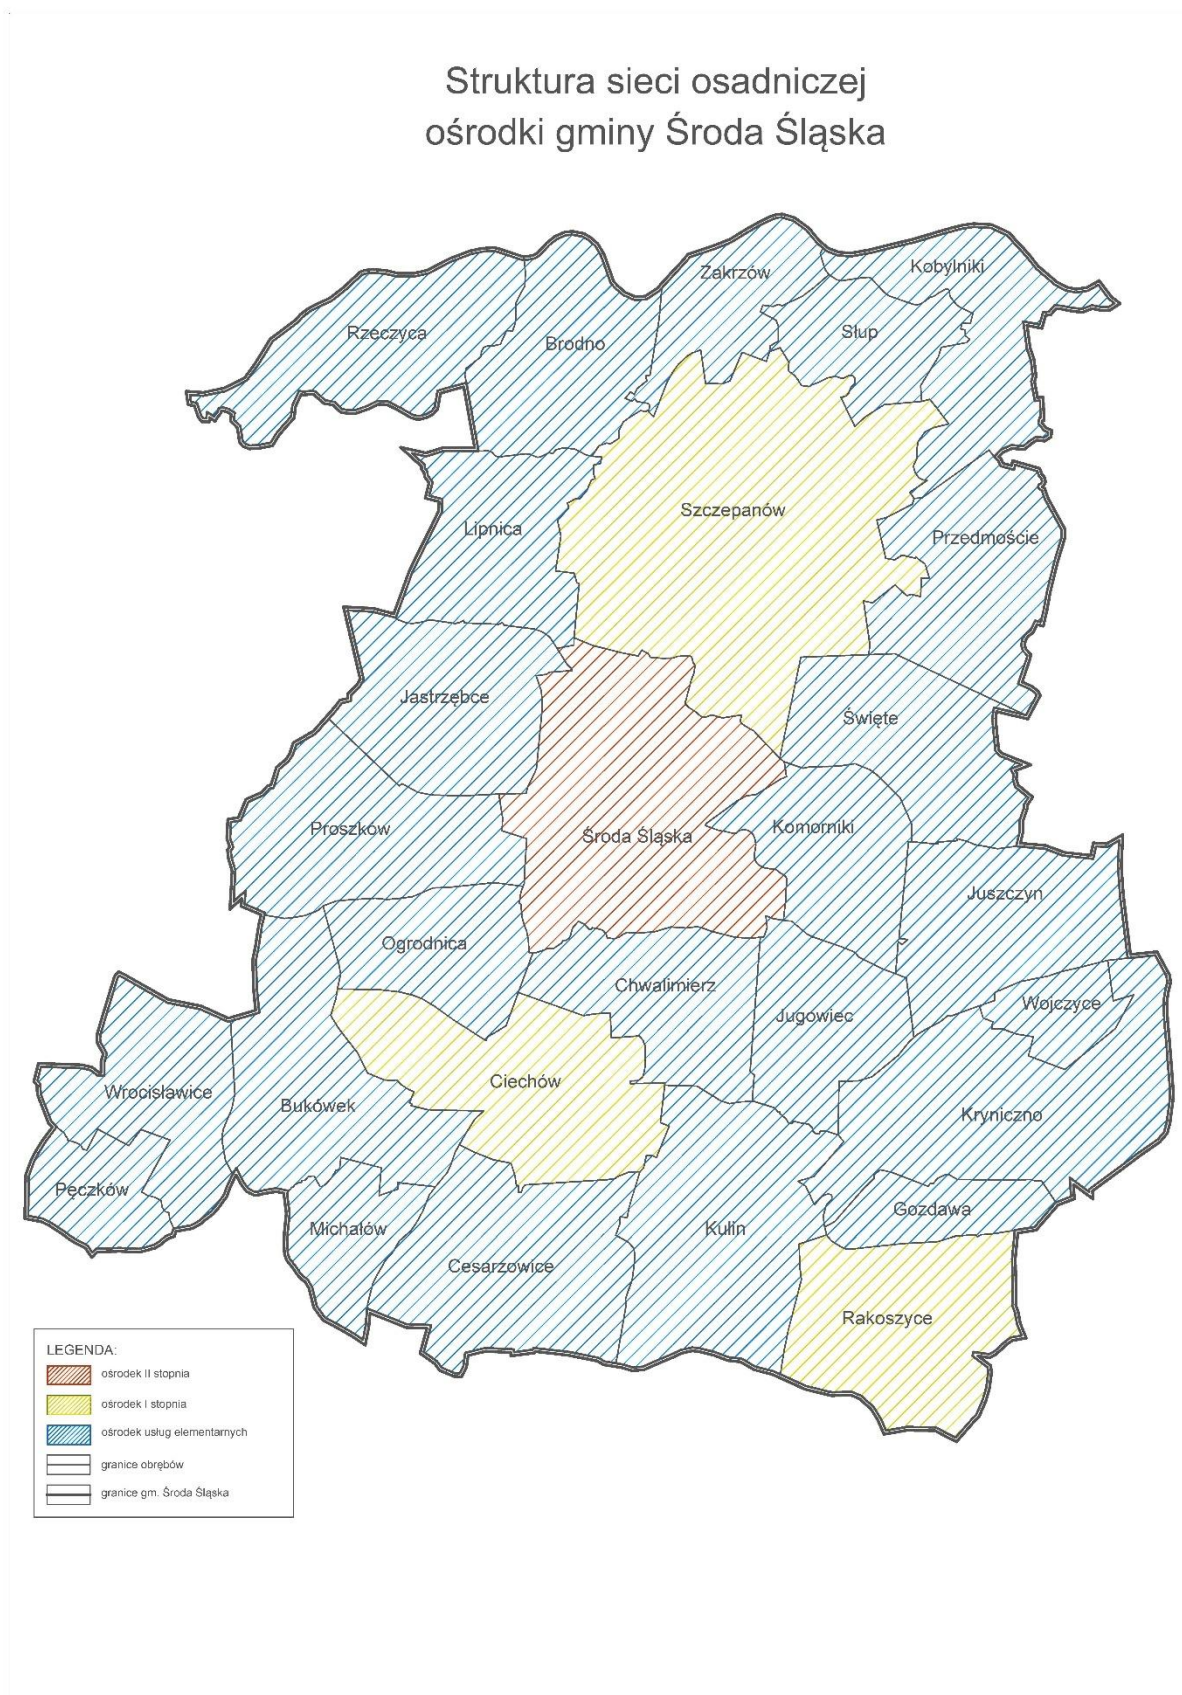 Struktura sieci osadniczej
ośrodki gminy Środa Śląska
Zakrzów
Kobylniki
Rzeczyca
Brodno
Słup
Szczepanów
Lipnica
Przedmoście
Jastrzębce
Święte
Proszków
Środa Śląska
Komorniki
Juszczyn
Ogrodnica
Chwalimierz
Wojczyce
Jugowiec
Ciechów
Wrocisławice
Bukówek
Kryniczno
Pęczków
Gozdawa
Michałów
Kulin
Cesarzowice
Rakoszyce
LEGENDA:
ośrodek II stopnia
ośrodek I stopnia
ośrodek usług elementarnych
granice obrębów
granice gm. Środa Śląska